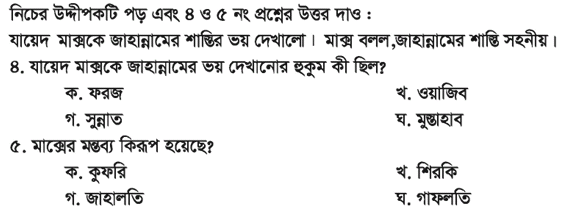 নিচের উদ্দীপকটি পড় এবং ৪ ও ৫ নং প্রশ্নের উত্তর দাও :
যায়েদ মাক্সকে জাহান্নামের শাস্তির ভয় দেখালো। মাক্স বলল,জাহান্নামের শাস্তি সহনীয়।
৪. যায়েদ মাক্সকে জাহান্নামের ভয় দেখানোর হুকুম কী ছিল?
ক. ফরজ খ. ওয়াজিব
গ. সুন্নাত ঘ. মুস্তাহাব
৫. মাক্সের মন্তব্য কিরূপ হয়েছে?
ক. কুফরি খ. শিরকি
গ. জাহালতি ঘ. গাফলতি